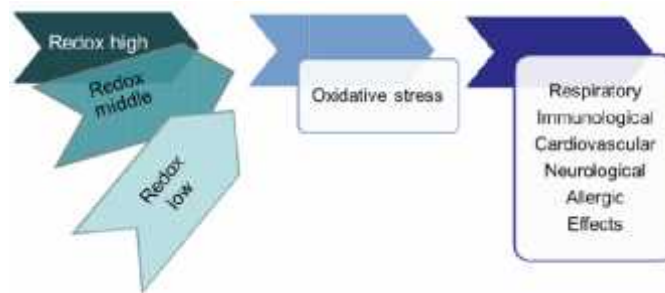 Redox high
Redox
middle
Redox
low
Oxidative stress
Respiratory
Immunological
Cardiovascular
Neurological
Allergic
Effects